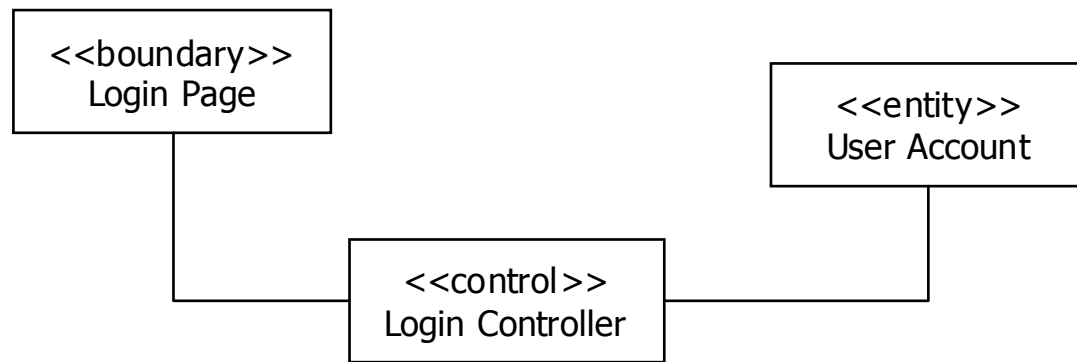 <<boundary>>
Login Page
<<entity>>
User Account
<<control>>
Login Controller